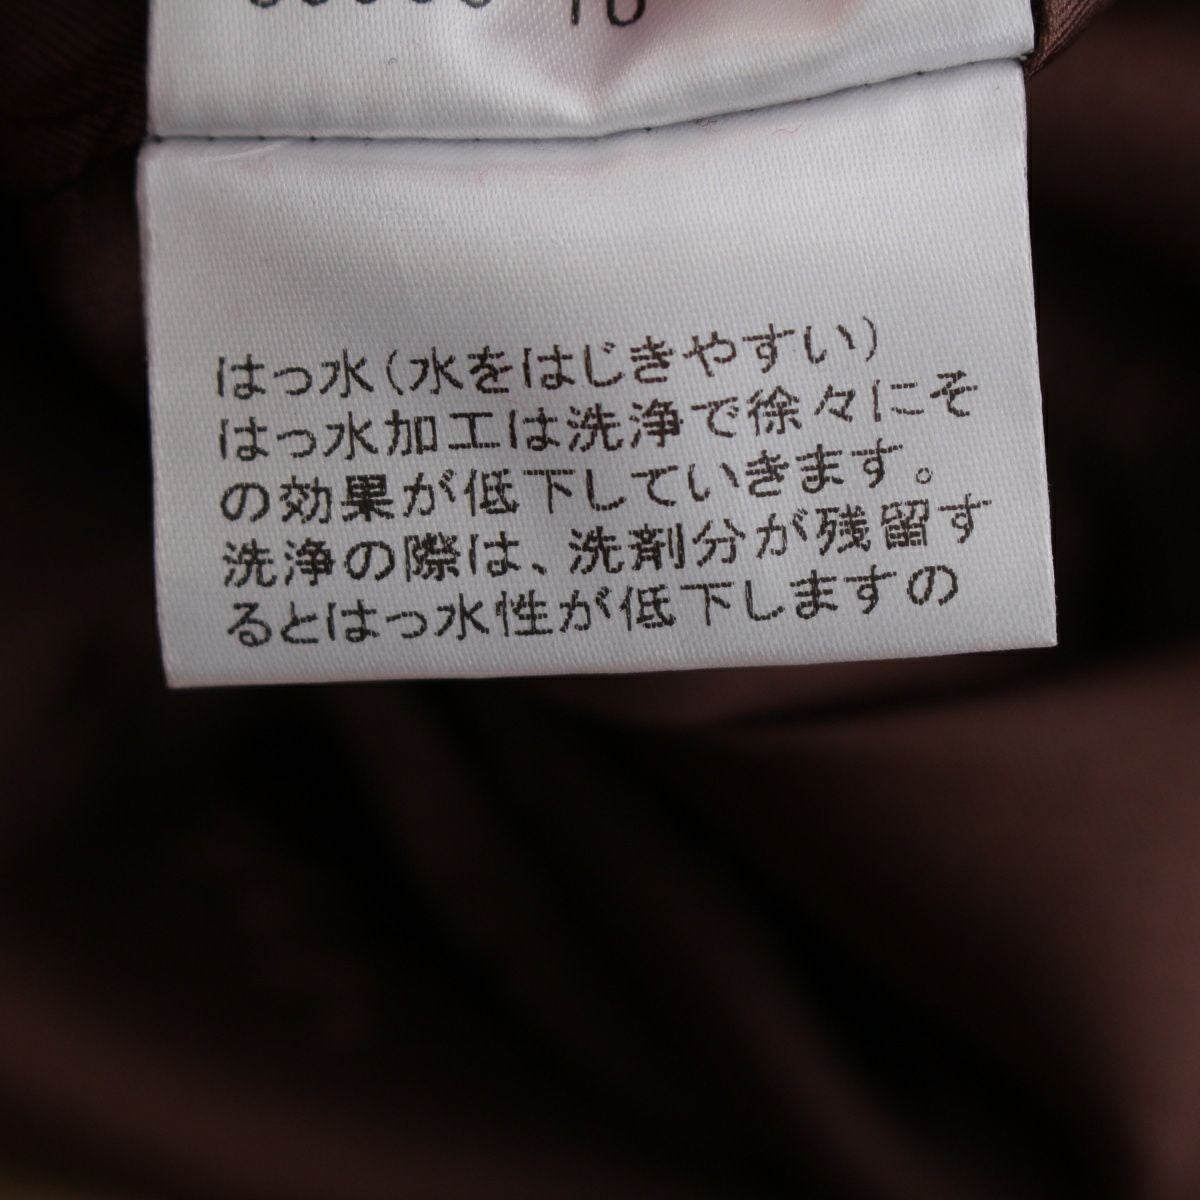 はっ水(水をはじきやすい)
はっ水加工は洗浄で徐々にそ
の効果が低下していきます。
洗浄の際は、洗剤分が残留す
るとはっ水性が低下しますの